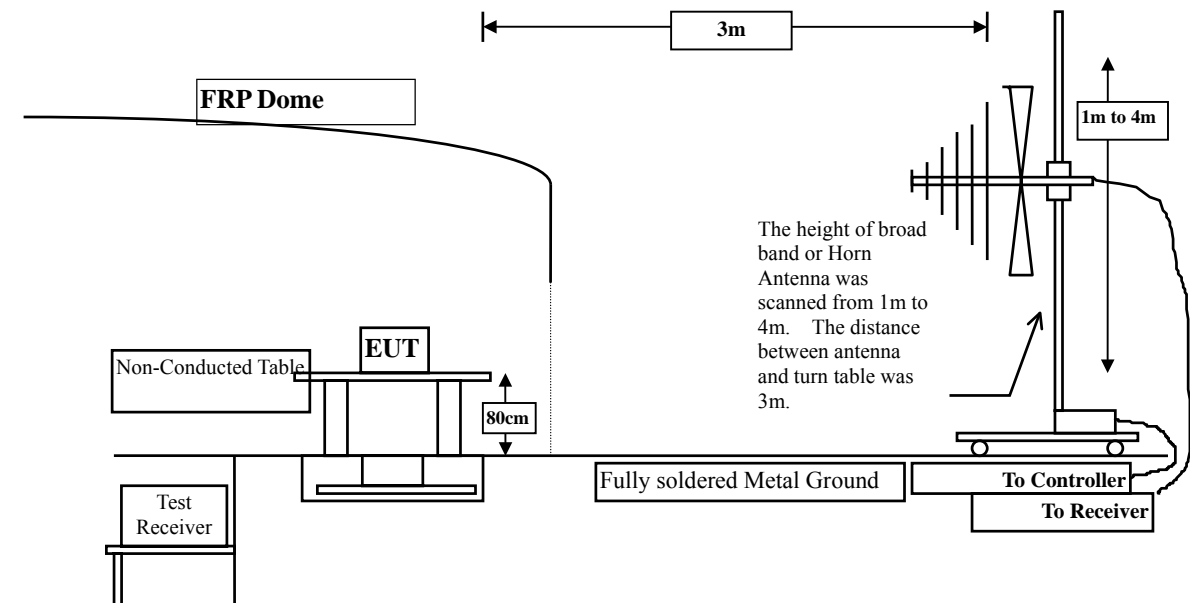 3m
FRP Dome
1m to 4m
The height of broad
band or Horn
Antenna was
scanned from 1m to
4m. The distance
between antenna
and turn table was
3m.
EUT
Non-Conducted Table
80cm
Fully soldered Metal Ground
To Controller
To Receiver
Test
Receiver